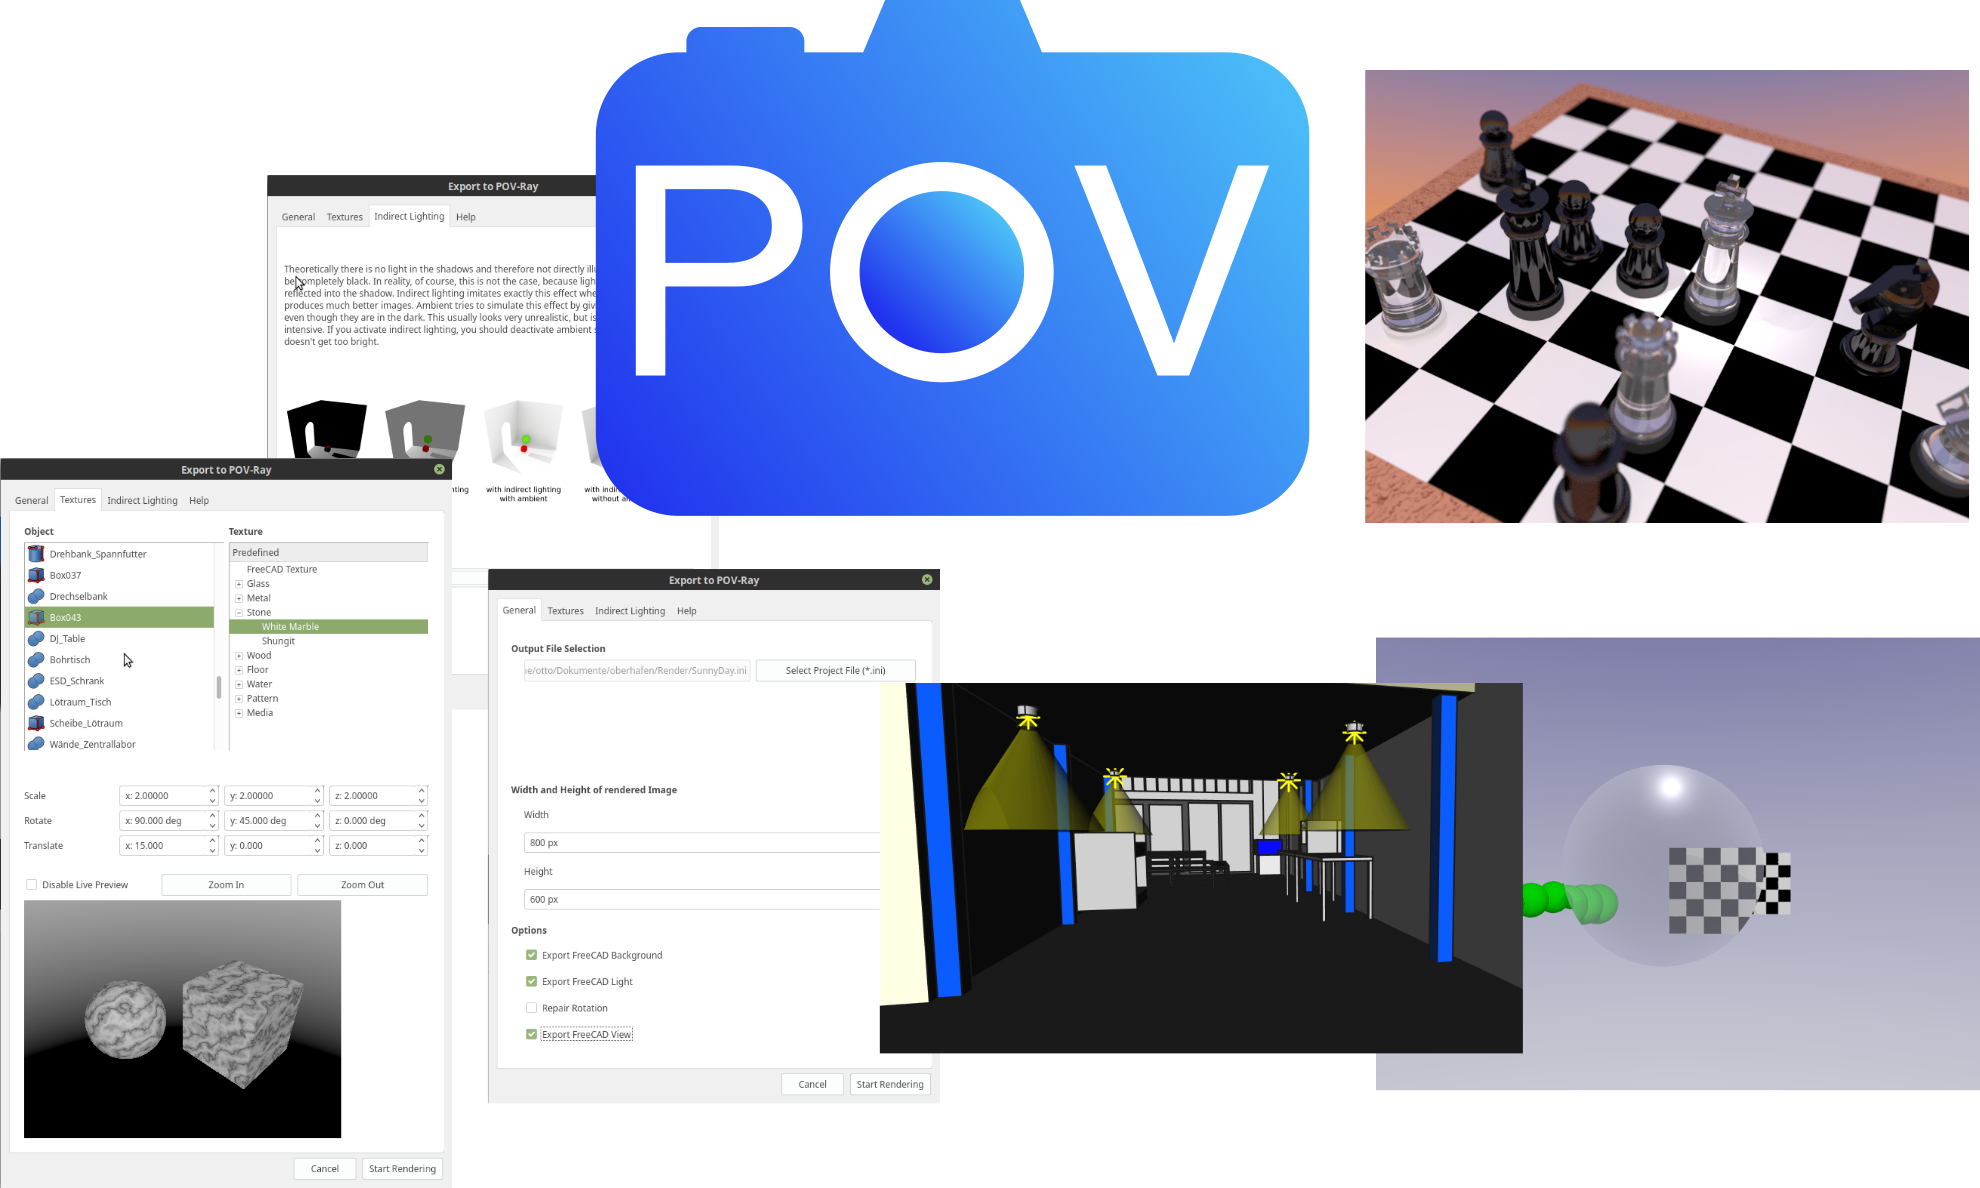 POV
Export to POV-Ray
General Textures Indirect Lighting Help
Theoretically there is no light in the shadows and therefore not directly
completely black. In reality, of course, this is not the case, because
reflected into the shadow. Indirect lighting imitates exactly this effect
produces much better images. Ambient tries to simulate this effect by
even though they are in the dark. This usually looks very unrealistic, but is
intensive. If you activate indirect lighting, you should deactivate ambient
doesn't get too bright.
with indirect lighting
with ambient
with
without
Export to POV-Ray
General Textures Indirect Lighting Help
Object
Drehbank_Spannfutter
Box037
Drechselbank
Box043
DJ_Table
Bohrtisch
ESD_Schrank
Lötraum_Tisch
Scheibe_Lötraum
Wände_Zentrallabor
Texture
Predefined
FreeCAD Texture
Glass
Metal
Stone
White Marble
Shungit
Wood
Floor
Water
Pattern
Media
Scale x: 2.00000 y: 2.00000 z: 2.00000
Rotate x: 90.000 deg y: 45.000 deg z: 0.000 deg
Translate x: 15.000 y: 0.000 z: 0.000
Disable Live Preview Zoom In Zoom Out
Cancel Start Rendering
Export to POV-Ray
General Textures Indirect Lighting Help
Output File Selection
e/otto/Dokumente/oberhafen/Render/SunnyDay.ini Select Project File (*.ini)
Width and Height of rendered Image
Width
800 px
Height
600 px
Options
Export FreeCAD Background
Export FreeCAD Light
Repair Rotation
Export FreeCAD View
Cancel Start Rendering